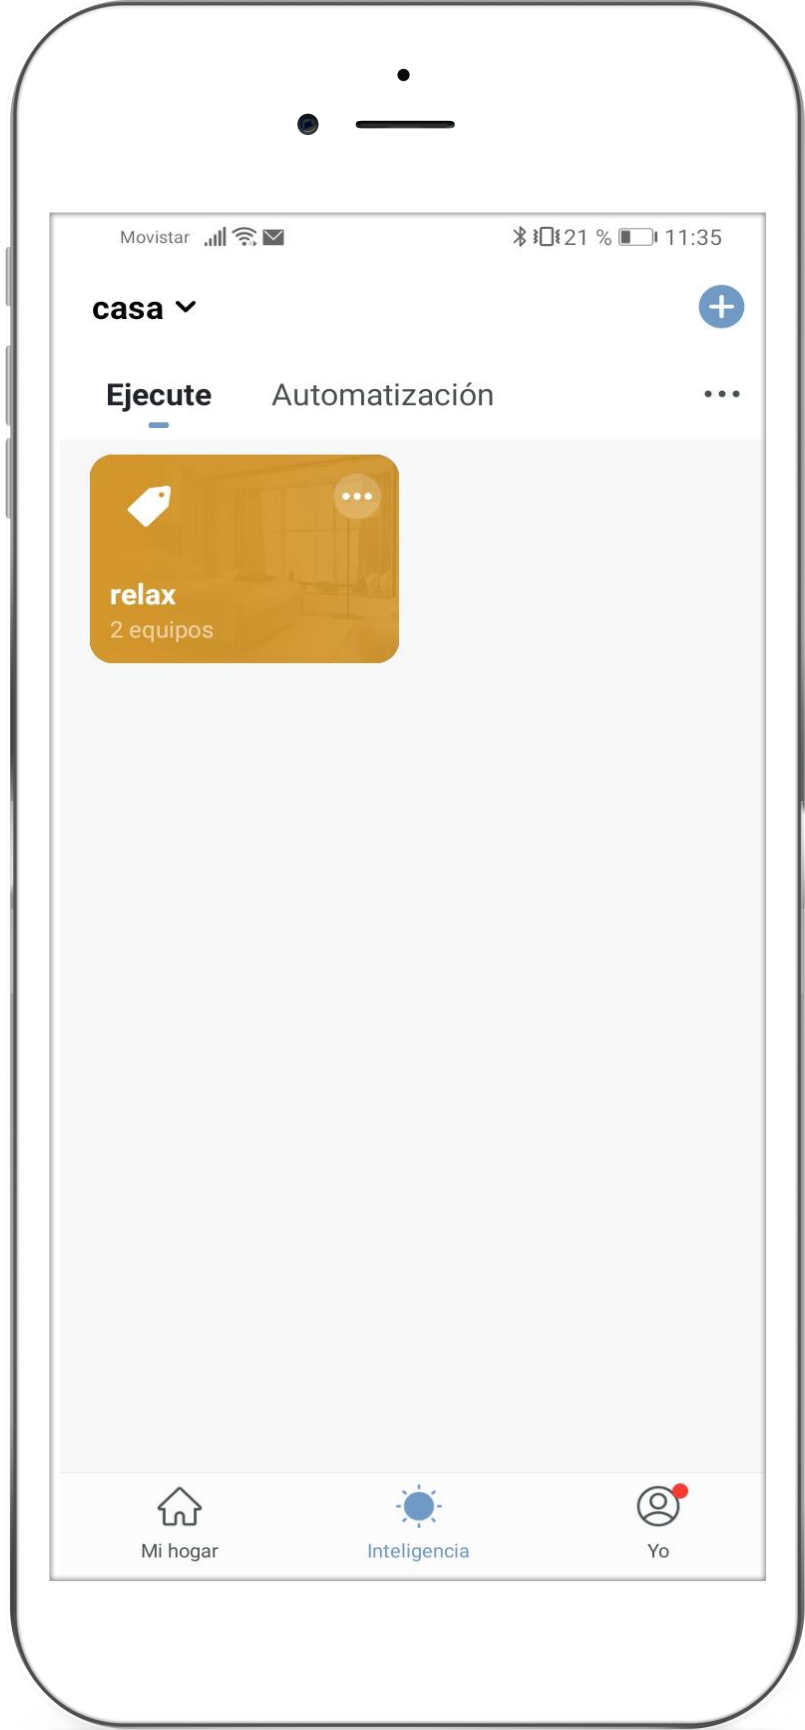 Movistar 21 % 11:35
casa
Ejecute Automatización
relax
2 equipos
Mi hogar Inteligencia Yo